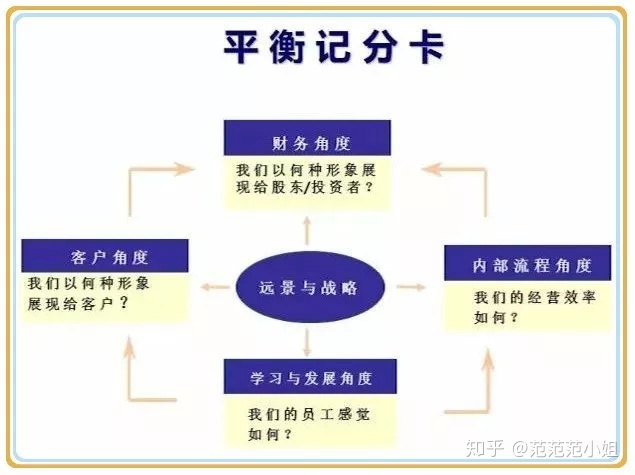 平衡记分卡
财务角度
我们以何种形象展
现给股东/投资者？
客户角度
我们以何种形象
展现给客户？
远景与战略
内部流程角度
我们的经营效率
如何？
学习与发展角度
我们的员工感觉
如何？
知乎 @范范范小姐